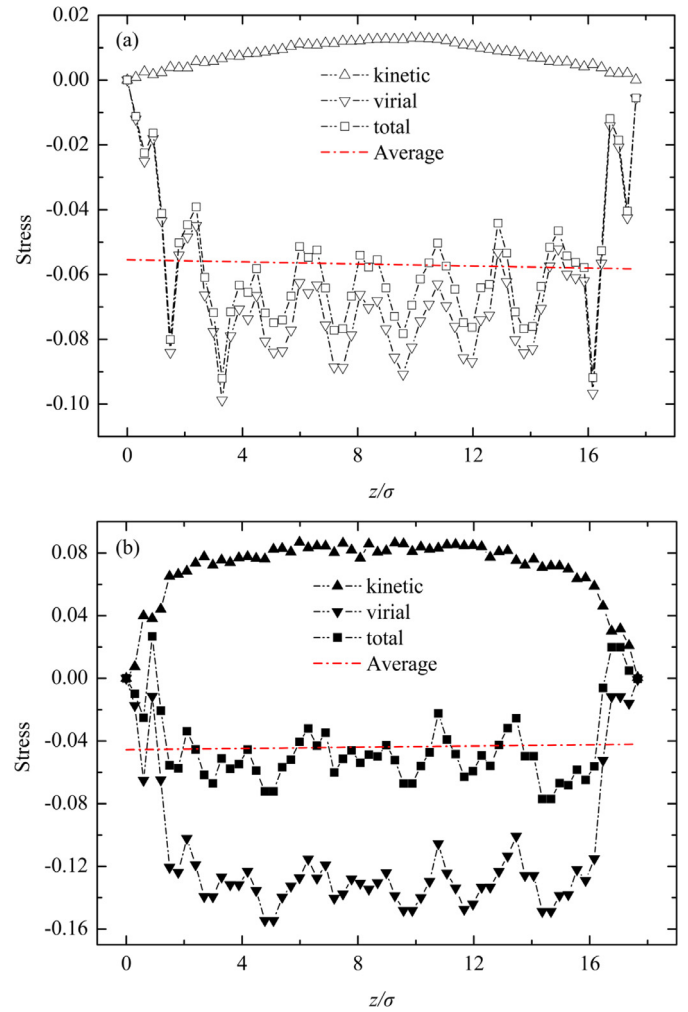 (a)
0.02
0.00
-0.02
-0.04
-0.06
-0.08
-0.10
Stress
kinetic
virial
total
Average
0 4 8 12 16
z/σ
(b)
0.08
0.04
0.00
-0.04
-0.08
-0.12
-0.16
Stress
kinetic
virial
total
Average
0 4 8 12 16
z/σ